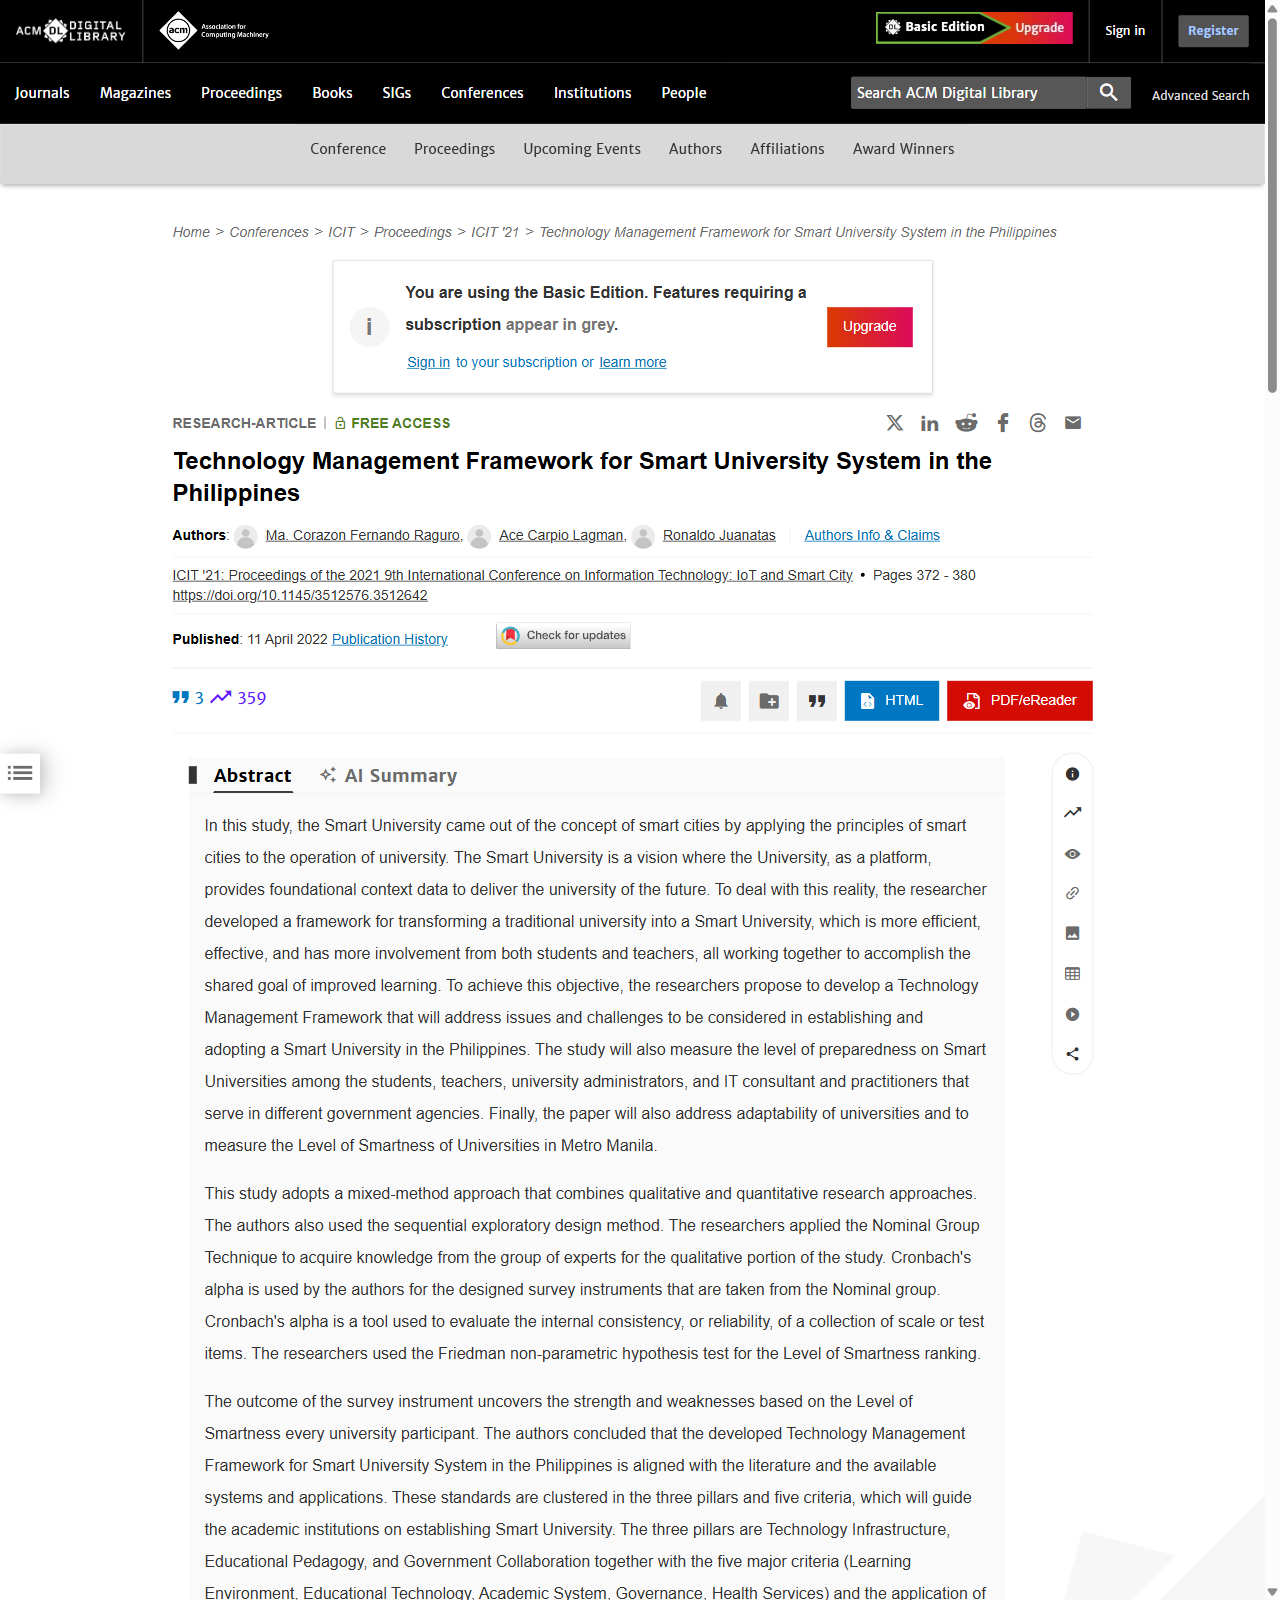 ACM DL DIGITAL LIBRARY
acm Association for Computing Machinery
Basic Edition Upgrade
Sign in
Register
Journals Magazines Proceedings Books SIGs Conferences Institutions People
Search ACM Digital Library
Advanced Search
Conference Proceedings Upcoming Events Authors Affiliations Award Winners
Home > Conferences > ICIT > Proceedings > ICIT '21 > Technology Management Framework for Smart University System in the Philippines
You are using the Basic Edition. Features requiring a
subscription appear in grey.
Sign in to your subscription or learn more
Upgrade
RESEARCH-ARTICLE | FREE ACCESS
Technology Management Framework for Smart University System in the
Philippines
Authors: Ma. Corazon Fernando Raguro, Ace Carpio Lagman, Ronaldo Juanatas Authors Info & Claims
ICIT '21: Proceedings of the 2021 9th International Conference on Information Technology: IoT and Smart City • Pages 372 - 380
https://doi.org/10.1145/3512576.3512642
Published: 11 April 2022 Publication History
Check for updates
3 359
HTML
PDF/eReader
Abstract AI Summary
In this study, the Smart University came out of the concept of smart cities by applying the principles of smart
cities to the operation of university. The Smart University is a vision where the University, as a platform,
provides foundational context data to deliver the university of the future. To deal with this reality, the researcher
developed a framework for transforming a traditional university into a Smart University, which is more efficient,
effective, and has more involvement from both students and teachers, all working together to accomplish the
shared goal of improved learning. To achieve this objective, the researchers propose to develop a Technology
Management Framework that will address issues and challenges to be considered in establishing and
adopting a Smart University in the Philippines. The study will also measure the level of preparedness on Smart
Universities among the students, teachers, university administrators, and IT consultant and practitioners that
serve in different government agencies. Finally, the paper will also address adaptability of universities and to
measure the Level of Smartness of Universities in Metro Manila.
This study adopts a mixed-method approach that combines qualitative and quantitative research approaches.
The authors also used the sequential exploratory design method. The researchers applied the Nominal Group
Technique to acquire knowledge from the group of experts for the qualitative portion of the study. Cronbach's
alpha is used by the authors for the designed survey instruments that are taken from the Nominal group.
Cronbach's alpha is a tool used to evaluate the internal consistency, or reliability, of a collection of scale or test
items. The researchers used the Friedman non-parametric hypothesis test for the Level of Smartness ranking.
The outcome of the survey instrument uncovers the strength and weaknesses based on the Level of
Smartness every university participant. The authors concluded that the developed Technology Management
Framework for Smart University System in the Philippines is aligned with the literature and the available
systems and applications. These standards are clustered in the three pillars and five criteria, which will guide
the academic institutions on establishing Smart University. The three pillars are Technology Infrastructure,
Educational Pedagogy, and Government Collaboration together with the five major criteria (Learning
Environment, Educational Technology, Academic System, Governance, Health Services) and the application of